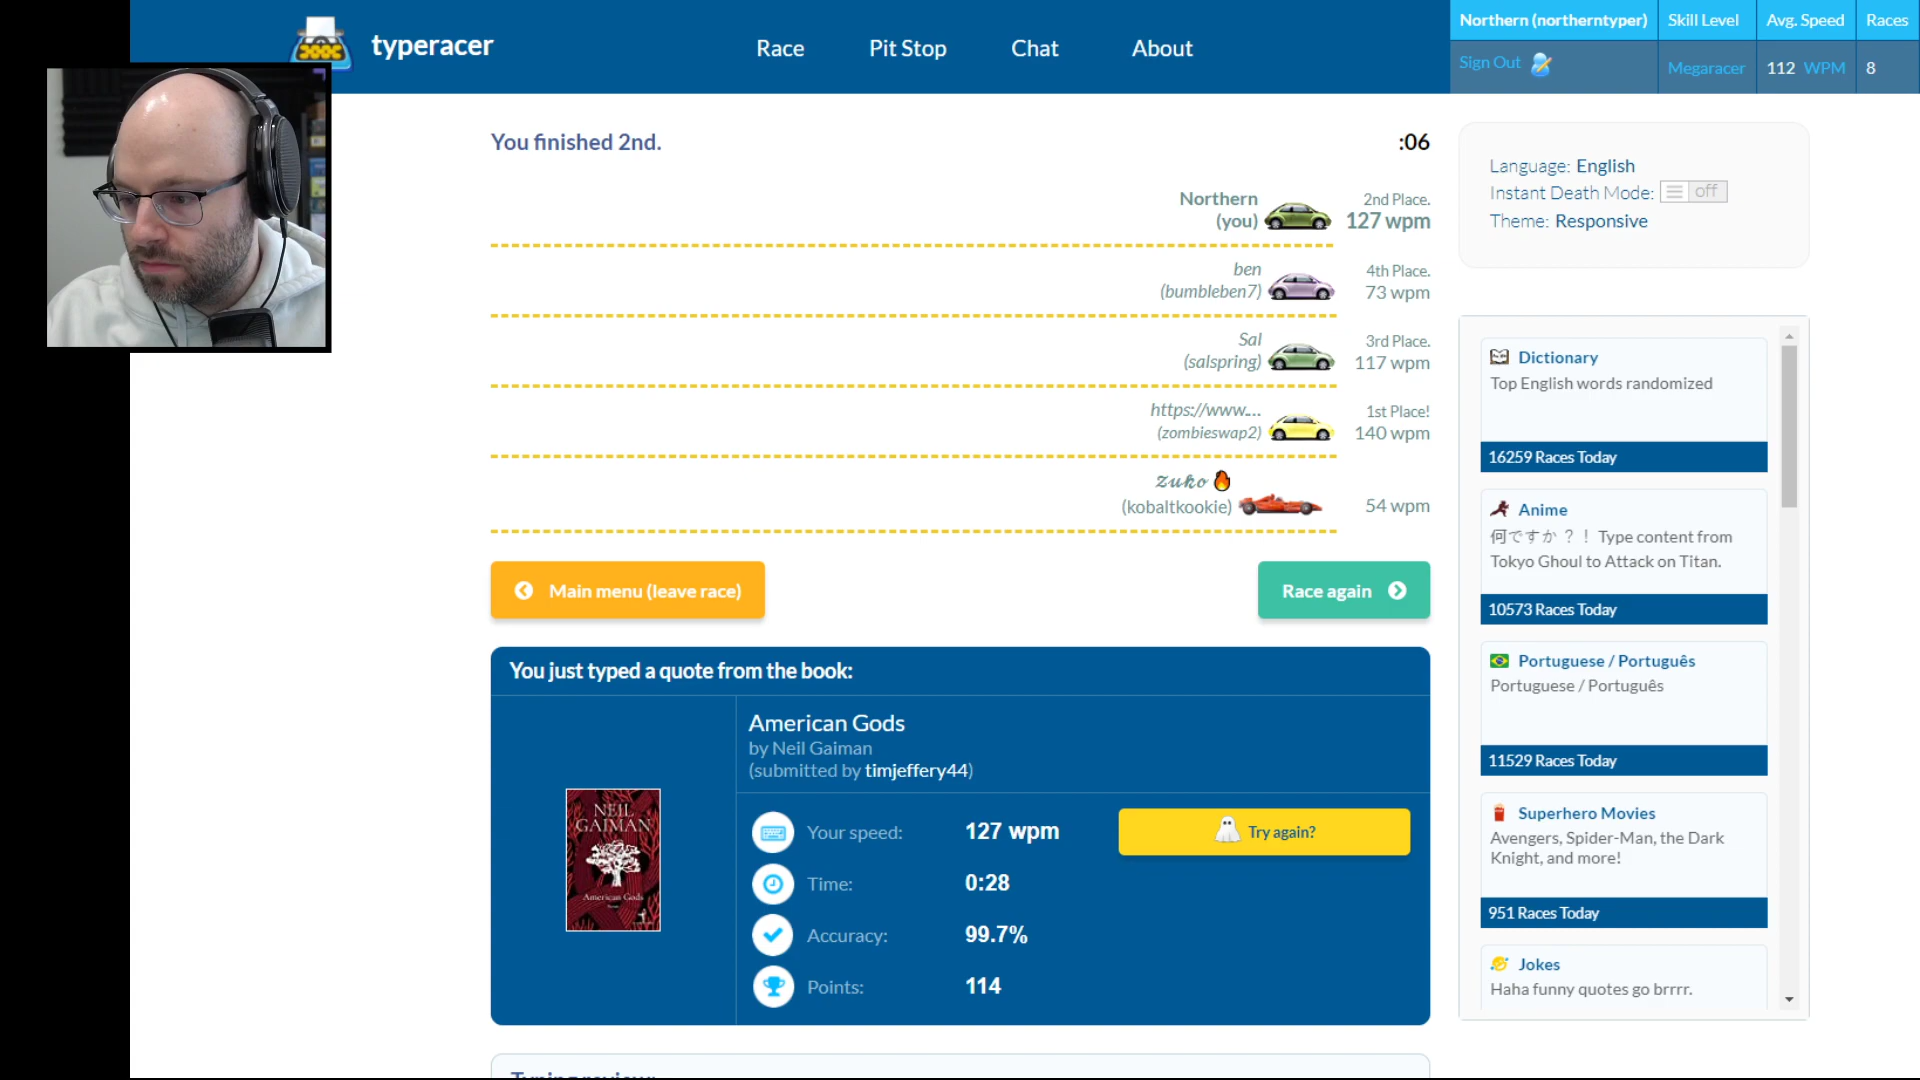 typeracer
Race
Pit Stop
Chat
About
Northern (northerntyper)
Skill Level
Avg. Speed
Races
Sign Out
Megaracer
112 WPM
8
You finished 2nd.
:06
Northern
(you)
2nd Place.
127 wpm
ben
(bumbleben7)
4th Place.
73 wpm
Sal
(salspring)
3rd Place.
117 wpm
https://www....
(zombieswap2)
1st Place!
140 wpm
zuko
(kobaltkookie)
54 wpm
Main menu (leave race)
Race again
You just typed a quote from the book:
NEIL
GAIMAN
American Gods
American Gods
by Neil Gaiman
(submitted by timjeffery44)
Your speed:
127 wpm
Try again?
Time:
0:28
Accuracy:
99.7%
Points:
114
Language: English
Instant Death Mode: off
Theme: Responsive
Dictionary
Top English words randomized
16259 Races Today
Anime
何ですか？！ Type content from
Tokyo Ghoul to Attack on Titan.
10573 Races Today
Portuguese / Português
Portuguese / Português
11529 Races Today
Superhero Movies
Avengers, Spider-Man, the Dark
Knight, and more!
951 Races Today
Jokes
Haha funny quotes go brrrr.